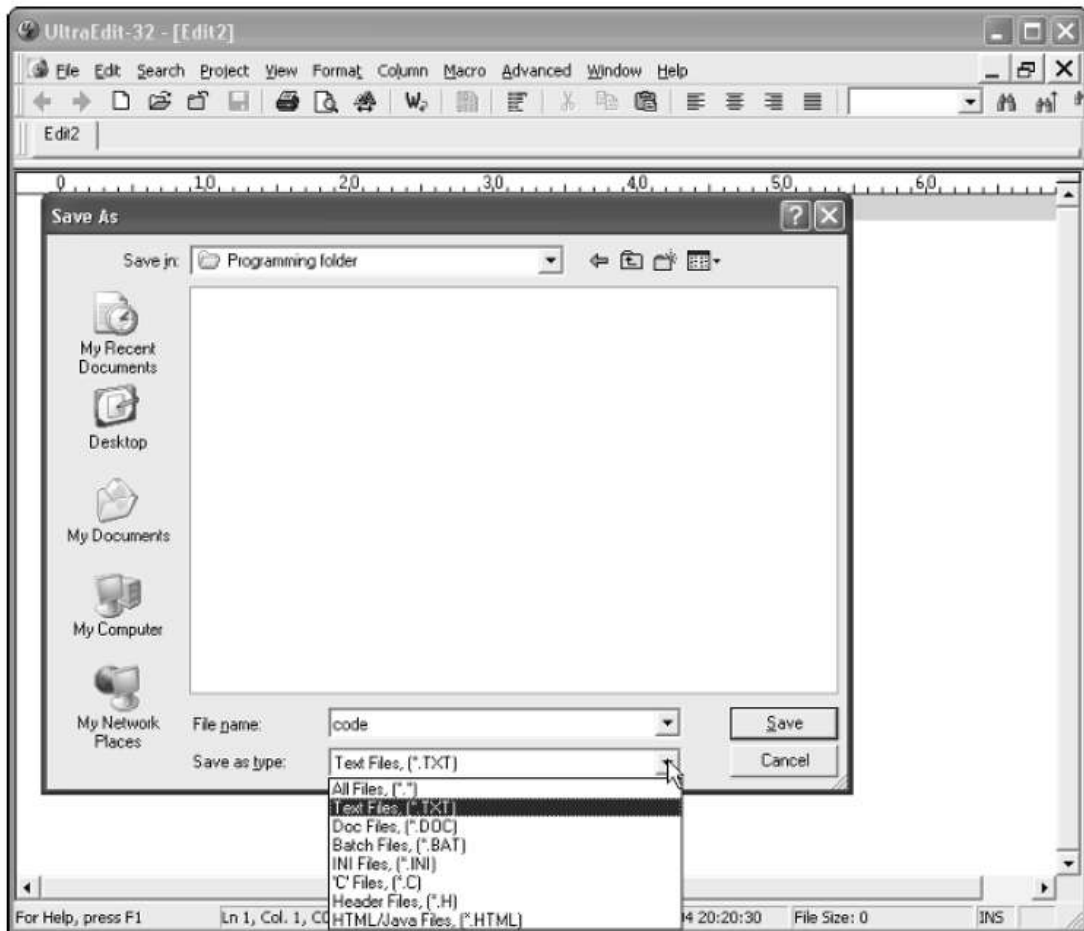 UltraEdit-32 - [Edit2]
File Edit Search Project View Format Column Macro Advanced Window Help
Edit2
0 10 20 30 40 50 60
Save As
Save in: Programming folder
My Recent
Documents
Desktop
My Documents
My Computer
My Network
Places
File name: code Save
Save as type: Text Files, (*.TXT) Cancel
All Files, (*.*)
Text Files, (*.TXT)
Doc Files, (*.DOC)
Batch Files, (*.BAT)
INI Files, (*.INI)
'C' Files, (*.C)
Header Files, (*.H)
HTML/Java Files, (*.HTML)
For Help, press F1 Ln 1, Col. 1, 20:20:30 File Size: 0 INS